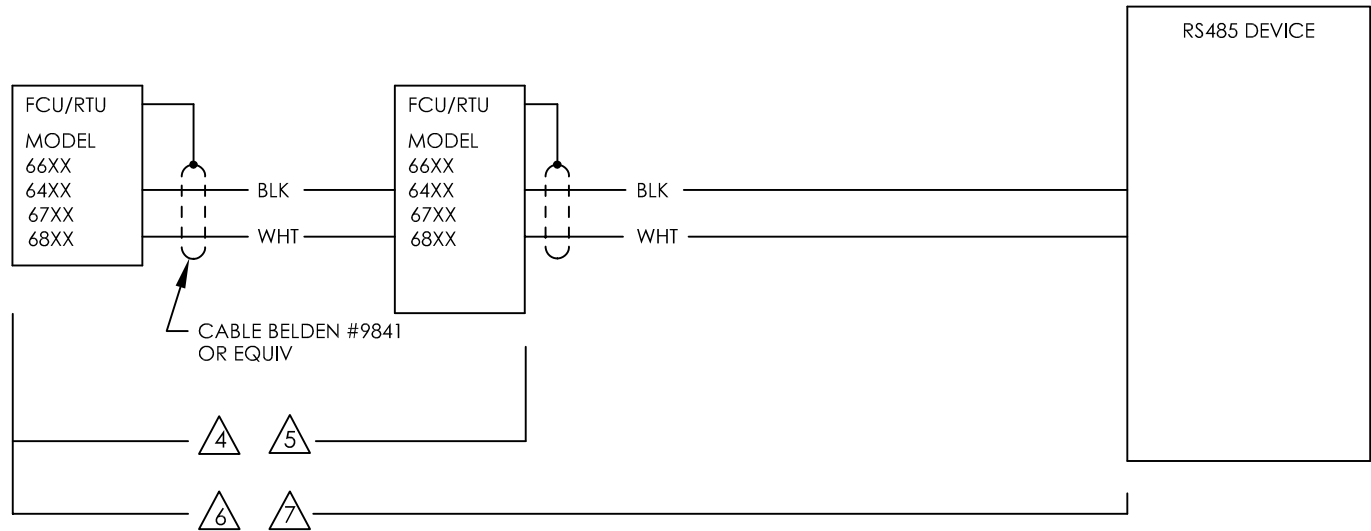 RS485 DEVICE
FCU/RTU
MODEL
66XX
64XX
67XX
68XX
BLK
WHT
FCU/RTU
MODEL
66XX
64XX
67XX
68XX
BLK
WHT
CABLE BELDEN #9841
OR EQUIV
4 5
6 7